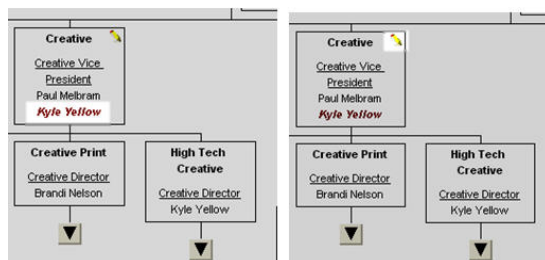 Creative
Creative Vice
President
Paul Melbram
Kyle Yellow
Creative Print
Creative Director
Brandi Nelson
High Tech
Creative
Creative Director
Kyle Yellow
Creative
Creative Vice
President
Paul Melbram
Kyle Yellow
Creative Print
Creative Director
Brandi Nelson
High Tech
Creative
Creative Director
Kyle Yellow